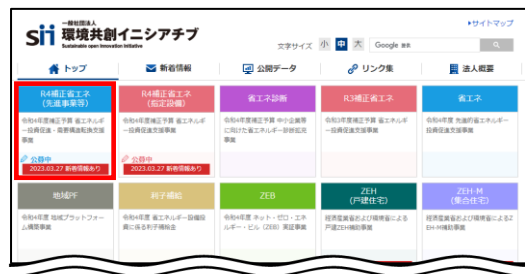 ▶サイトマップ
一般社団法人
sii 環境共創イニシアチブ
Sustainable open Innovation Initiative
文字サイズ 小 中 大 Google 検索
トップ 新着情報 公開データ リンク集 法人概要
R4補正省エネ
(先進事業等)
令和4年度補正予算 省エネルギ
ー投資促進・需要構造転換支援
事業
公募中
2023.03.27 新着情報あり
R4補正省エネ
(指定設備)
令和4年度補正予算 省エネルギ
ー投資促進支援事業
公募中
2023.03.27 新着情報あり
省エネ診断
令和4年度補正予算 中小企業等
に向けた省エネルギー診断拡充
事業
R3補正省エネ
令和3年度補正予算 省エネルギ
ー投資促進支援事業
省エネ
令和4年度 先進的省エネルギー
投資促進支援事業
地域PF
令和4年度 地域プラットフォー
ム構築事業
利子補給
令和4年度 省エネルギー設備投
資に係る利子補給金
ZEB
令和4年度 ネット・ゼロ・エネ
ルギー・ビル(ZEB)実証事業
ZEH
(戸建住宅)
経済産業省および環境省による
戸建ZEH補助事業
ZEH-M
(集合住宅)
経済産業省および環境省によるZ
EH-M補助事業